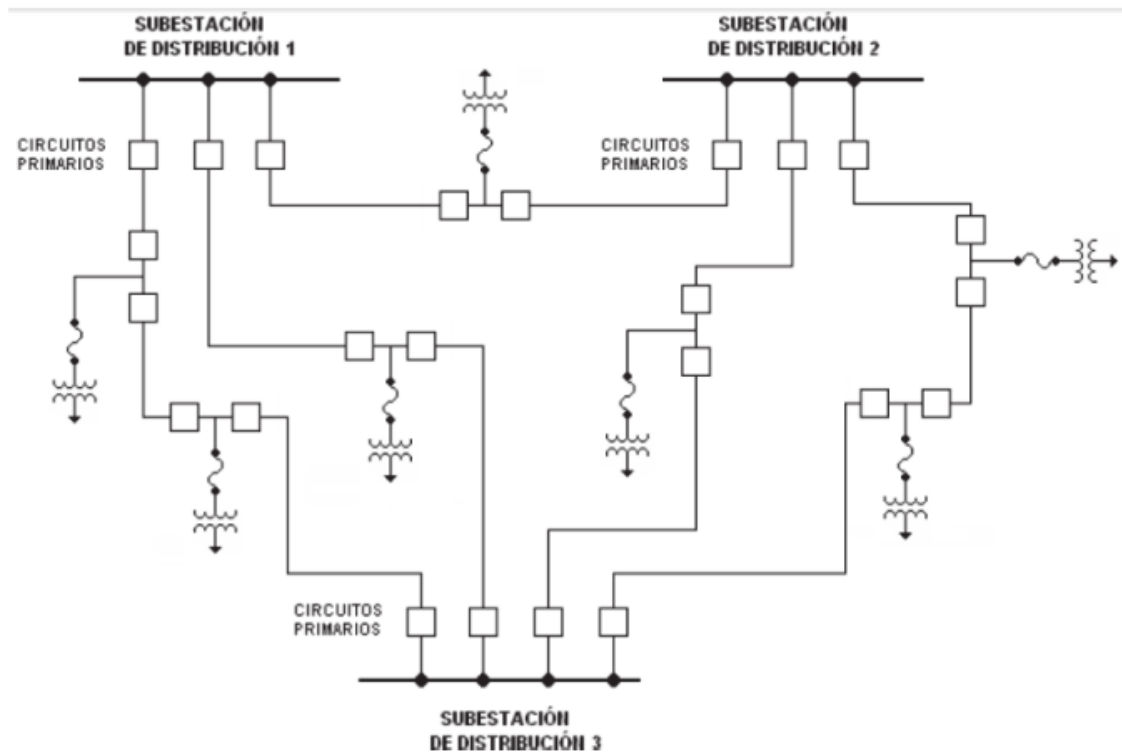 SUBESTACIÓN
DE DISTRIBUCIÓN 1
SUBESTACIÓN
DE DISTRIBUCIÓN 2
CIRCUITOS
PRIMARIOS
CIRCUITOS
PRIMARIOS
CIRCUITOS
PRIMARIOS
SUBESTACIÓN
DE DISTRIBUCIÓN 3